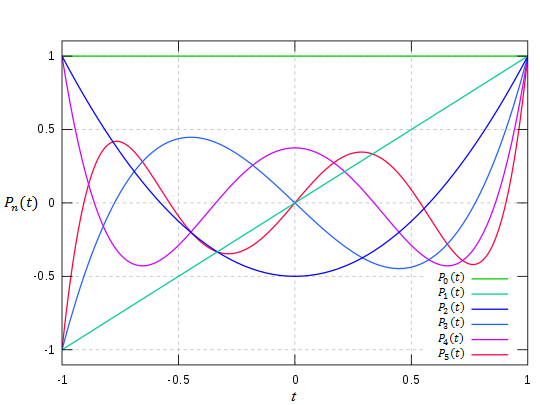 1
0.5
P_n(t)
0
-0.5
-1
P_0(t)
P_1(t)
P_2(t)
P_3(t)
P_4(t)
P_5(t)
-1
-0.5
0
0.5
1
t